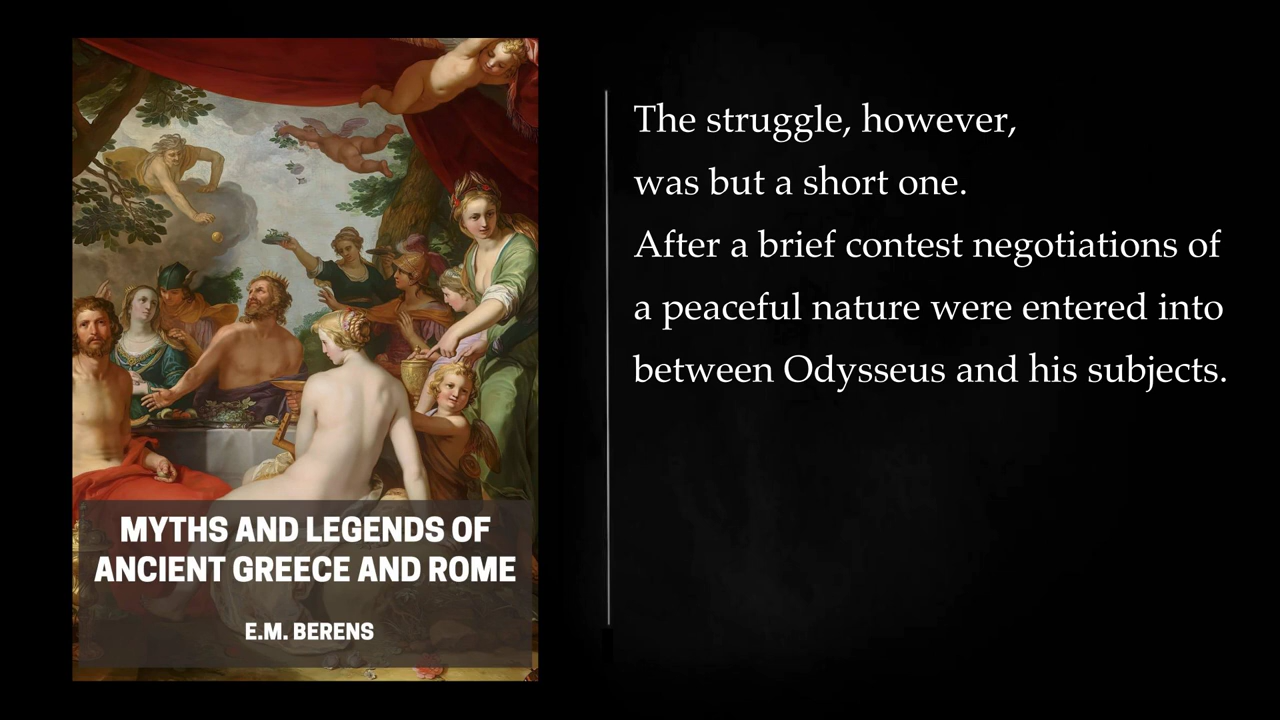 MYTHS AND LEGENDS OF
ANCIENT GREECE AND ROME
E.M. BERENS
The struggle, however,
was but a short one.
After a brief contest negotiations of
a peaceful nature were entered into
between Odysseus and his subjects.